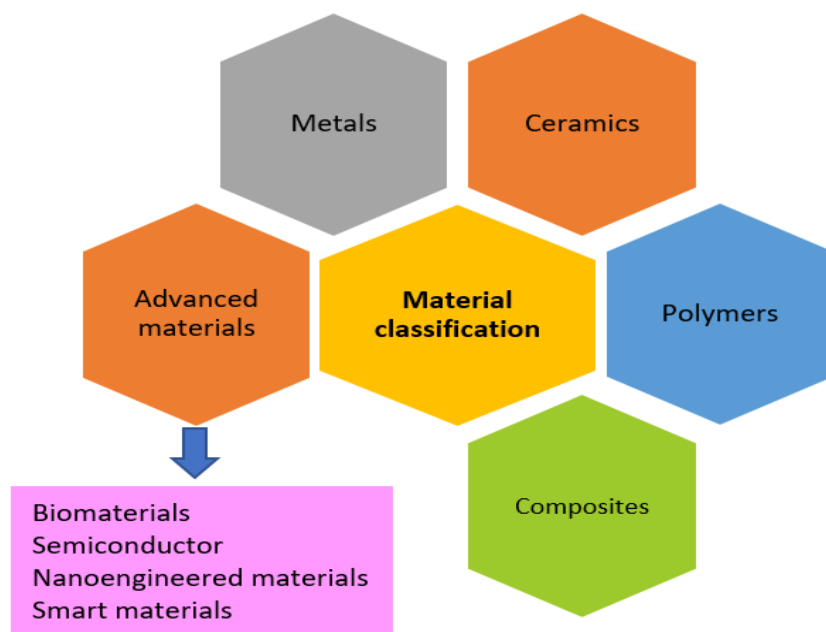 Metals
Ceramics
Advanced
materials
Material
classification
Polymers
Composites
Biomaterials
Semiconductor
Nanoengineered materials
Smart materials